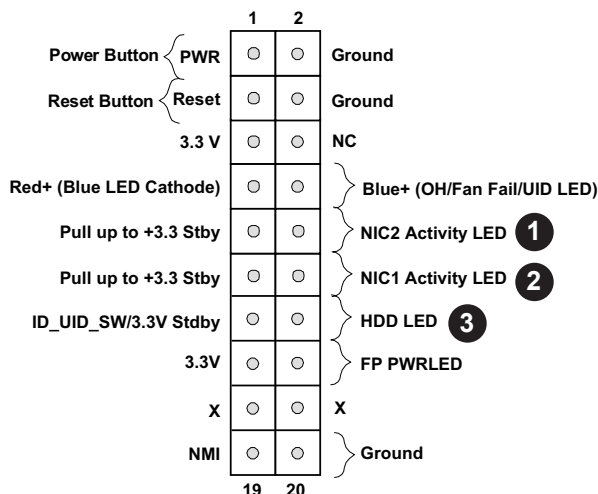 1 2
Power Button PWR Ground
Reset Button Reset Ground
3.3 V NC
Red+ (Blue LED Cathode) Blue+ (OH/Fan Fail/UID LED)
Pull up to +3.3 Stby NIC2 Activity LED 1
Pull up to +3.3 Stby NIC1 Activity LED 2
ID_UID_SW/3.3V Stdby HDD LED 3
3.3V FP PWRLED
X X
NMI Ground
19 20